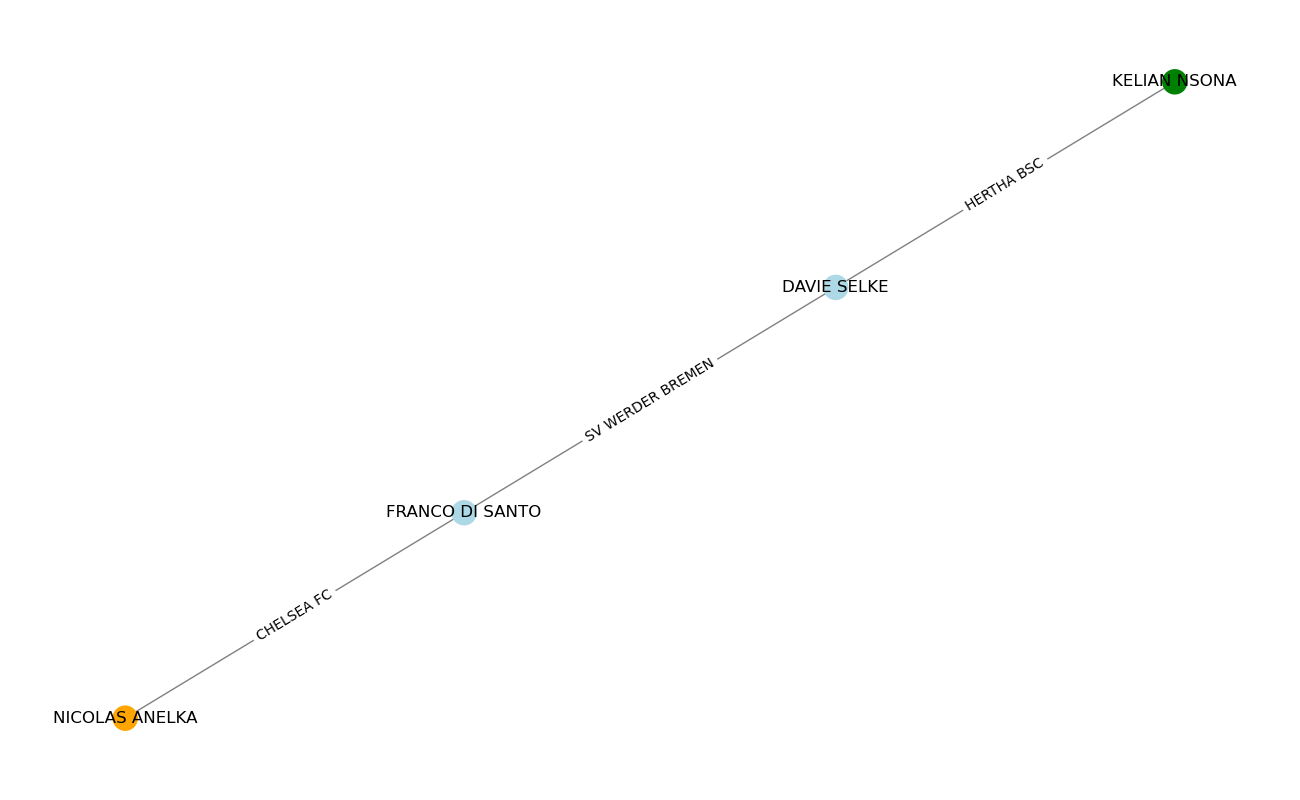 KELIAN NSONA
HERTHA BSC
DAVIE SELKE
SV WERDER BREMEN
FRANCO DI SANTO
CHELSEA FC
NICOLAS ANELKA